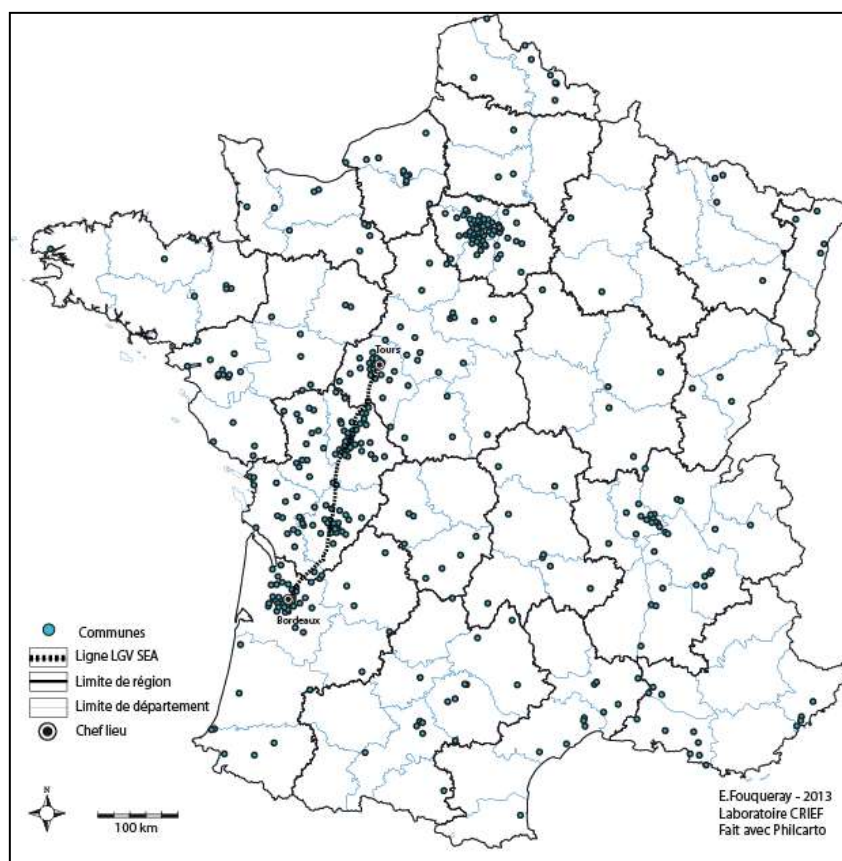 Tours
Bordeaux
Communes
Ligne LGV SEA
Limite de région
Limite de département
Chef lieu
N
100 km
E.Fouqueray - 2013
Laboratoire CRIEF
Fait avec Philcarto